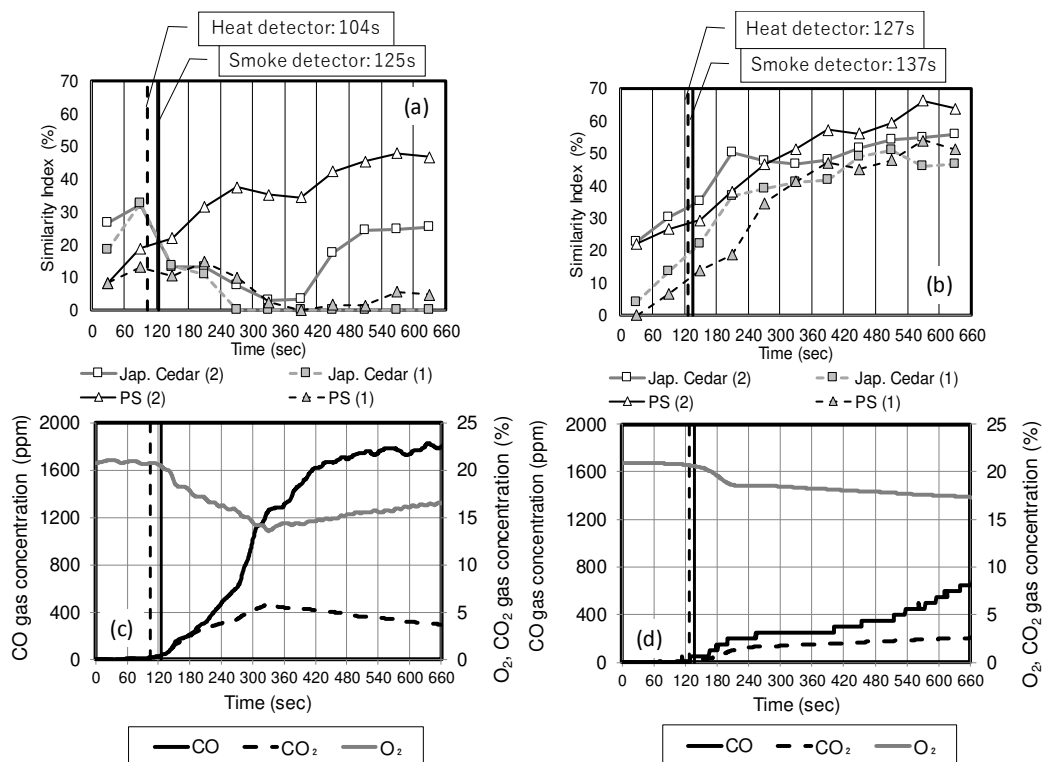 Heat detector: 104s
Smoke detector: 125s
70
60
50
40
30
20
10
0
Similarity Index (%)
(a)
0 60 120 180 240 300 360 420 480 540 600 660
Time (sec)
Jap. Cedar (2) Jap. Cedar (1)
PS (2) PS (1)
Heat detector: 127s
Smoke detector: 137s
70
60
50
40
30
20
10
0
Similarity Index (%)
(b)
0 60 120 180 240 300 360 420 480 540 600 660
Time (sec)
Jap. Cedar (2) Jap. Cedar (1)
PS (2) PS (1)
2000
1600
1200
800
400
0
CO gas concentration (ppm)
(c)
25
20
15
10
5
0
O₂, CO₂ gas concentration (%)
0 60 120 180 240 300 360 420 480 540 600 660
Time (sec)
CO CO₂ O₂
2000
1600
1200
800
400
0
CO gas concentration (ppm)
(d)
25
20
15
10
5
0
O₂, CO₂ gas concentration (%)
0 60 120 180 240 300 360 420 480 540 600 660
Time (sec)
CO CO₂ O₂